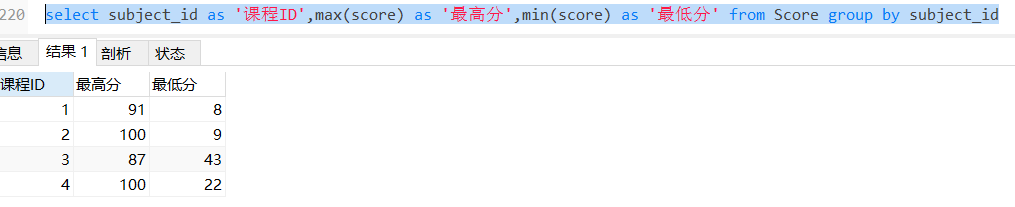 220 select subject_id as '课程ID',max(score) as '最高分',min(score) as '最低分' from Score group by subject_id
信息 结果 1 剖析 状态
课程ID 最高分 最低分
1 91 8
2 100 9
3 87 43
4 100 22